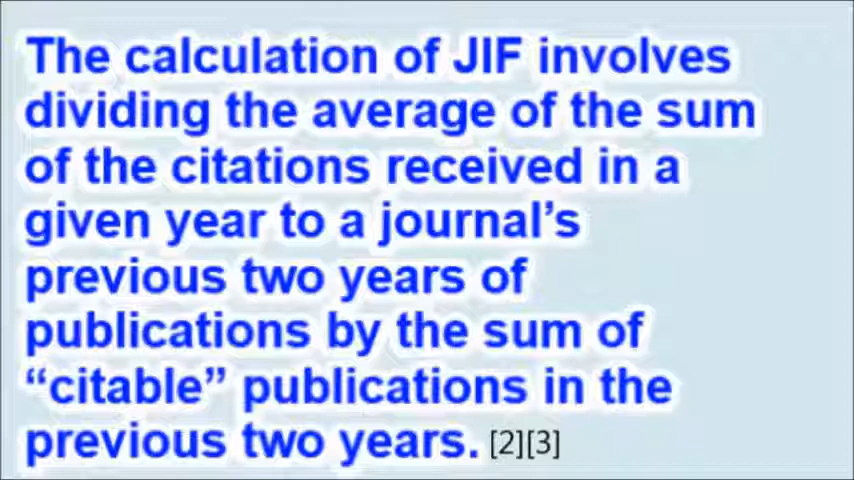 The calculation of JIF involves
dividing the average of the sum
of the citations received in a
given year to a journal’s
previous two years of
publications by the sum of
“citable” publications in the
previous two years. [2][3]